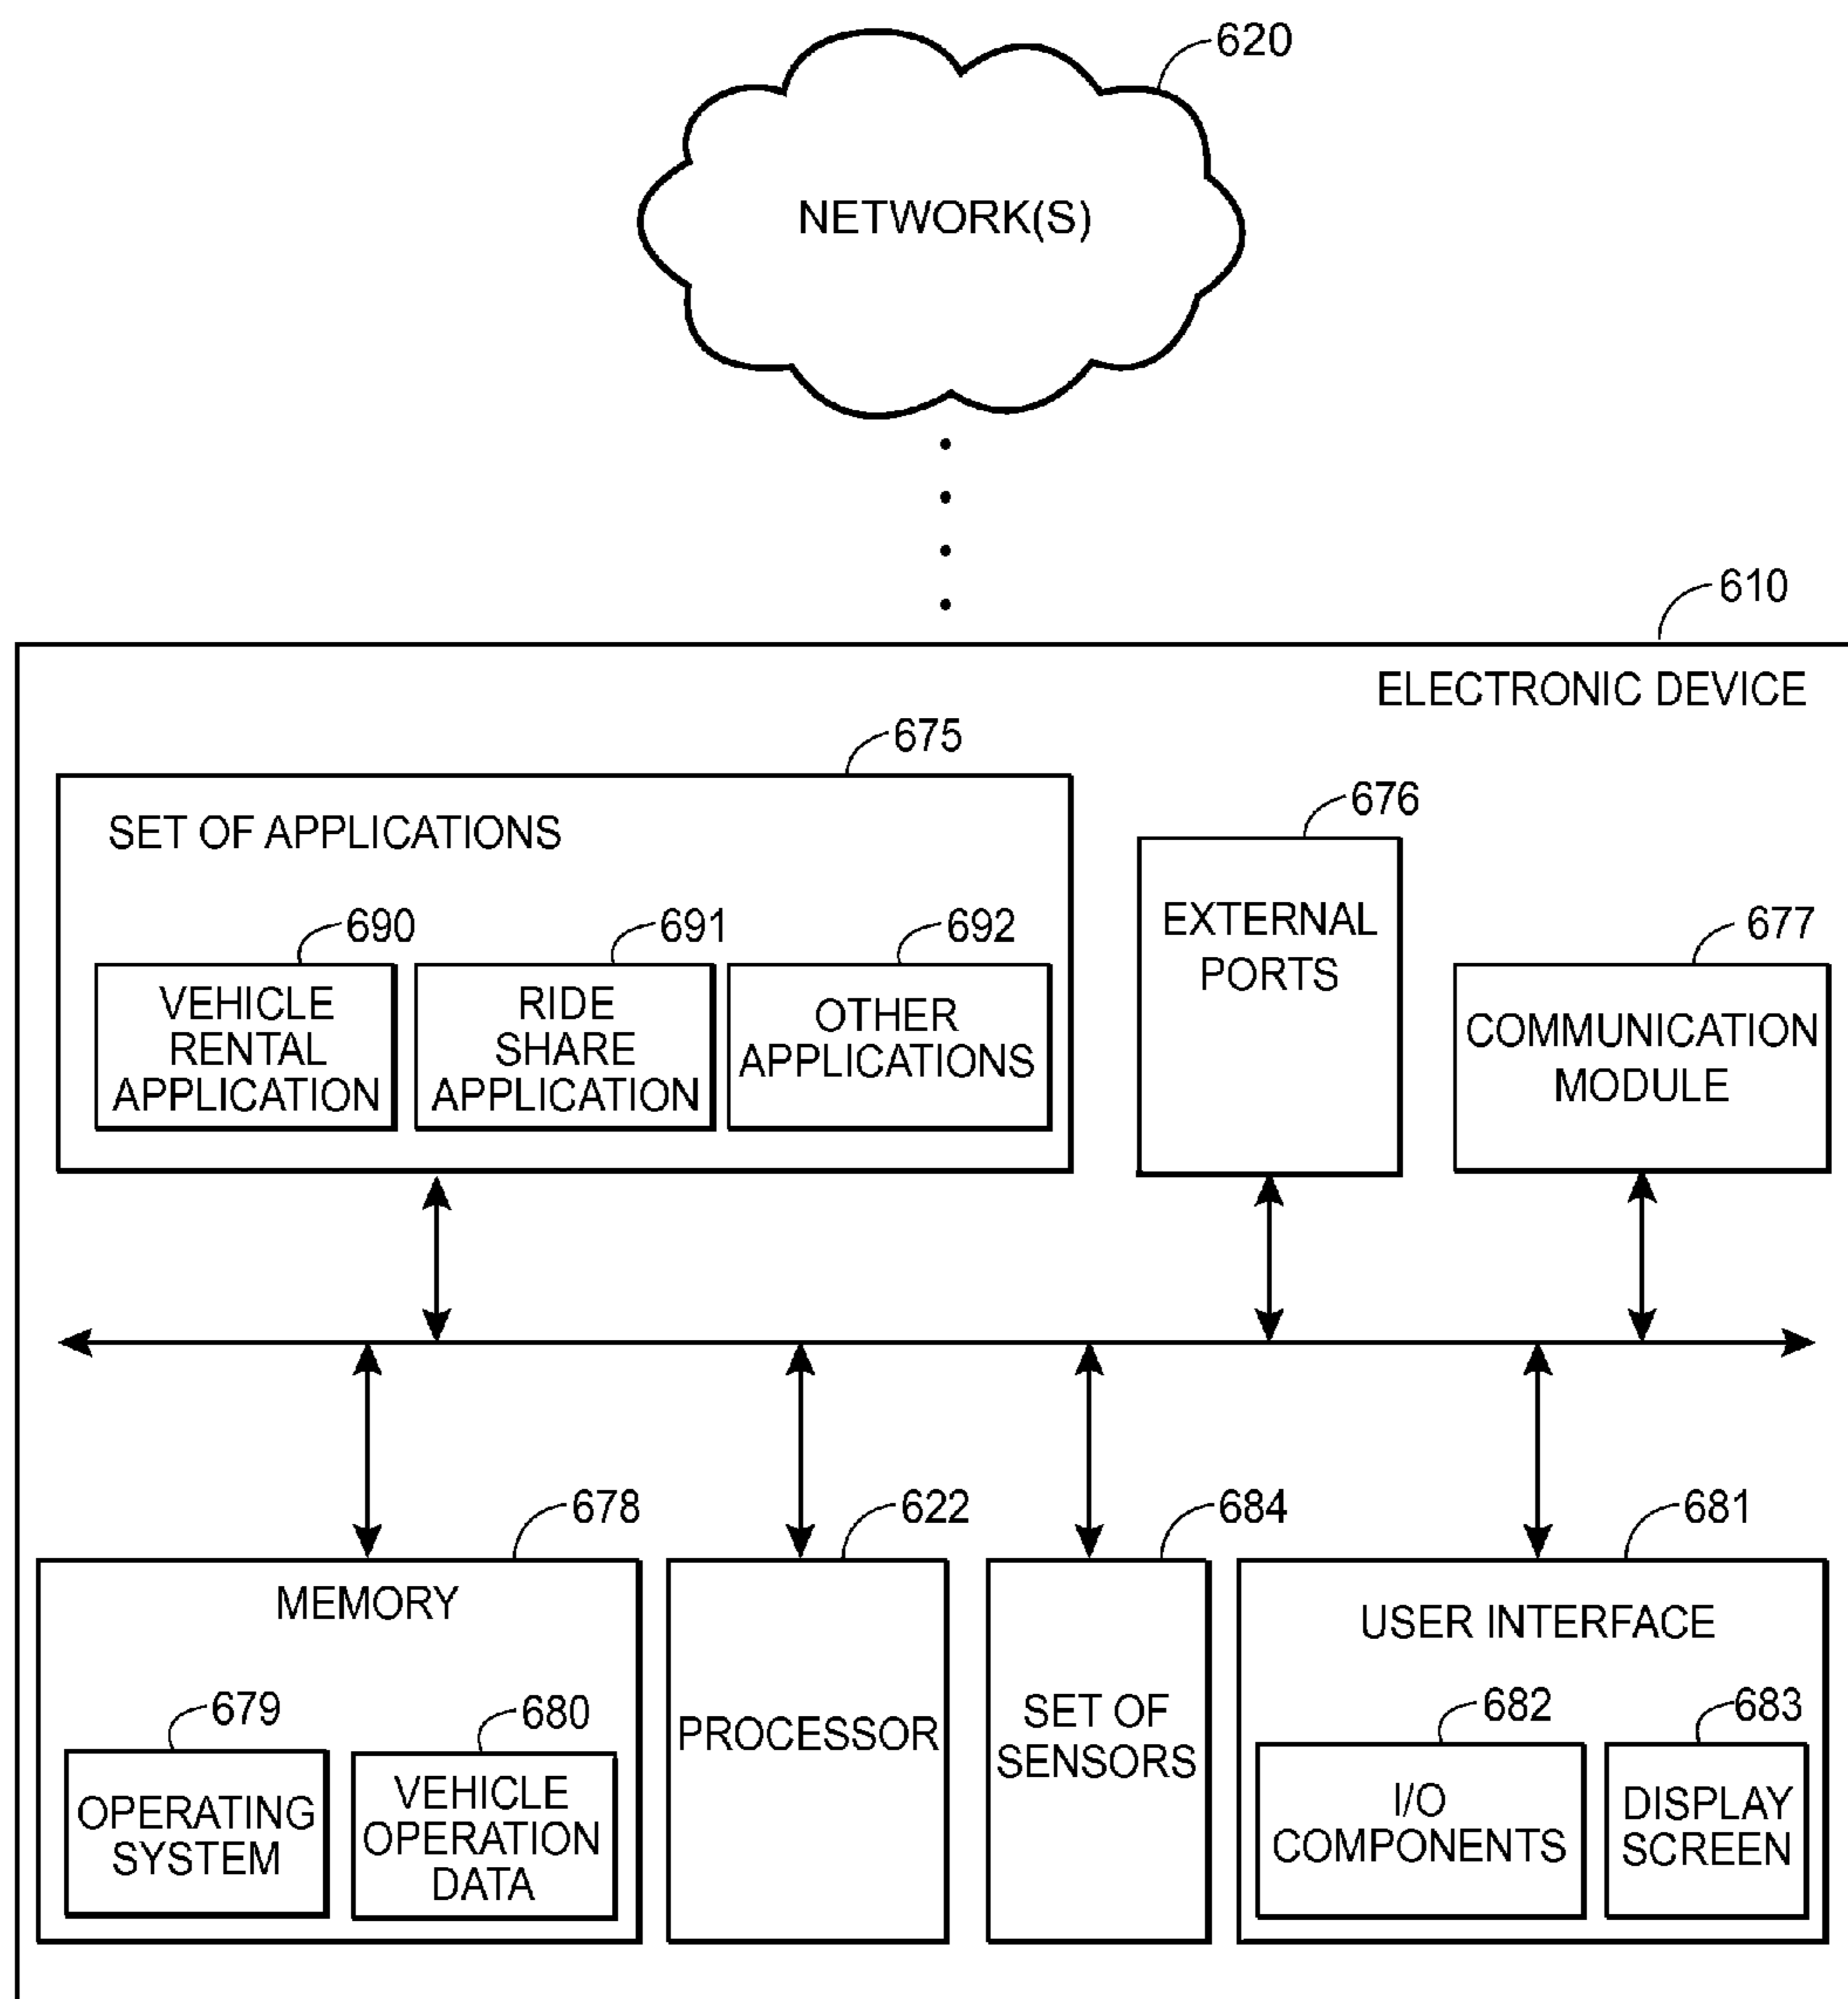 620
NETWORK(S)
610
ELECTRONIC DEVICE
675
SET OF APPLICATIONS
690
VEHICLE
RENTAL
APPLICATION
691
RIDE
SHARE
APPLICATION
692
OTHER
APPLICATIONS
676
EXTERNAL
PORTS
677
COMMUNICATION
MODULE
678
MEMORY
679
OPERATING
SYSTEM
680
VEHICLE
OPERATION
DATA
622
PROCESSOR
684
SET OF
SENSORS
681
USER INTERFACE
682
I/O
COMPONENTS
683
DISPLAY
SCREEN